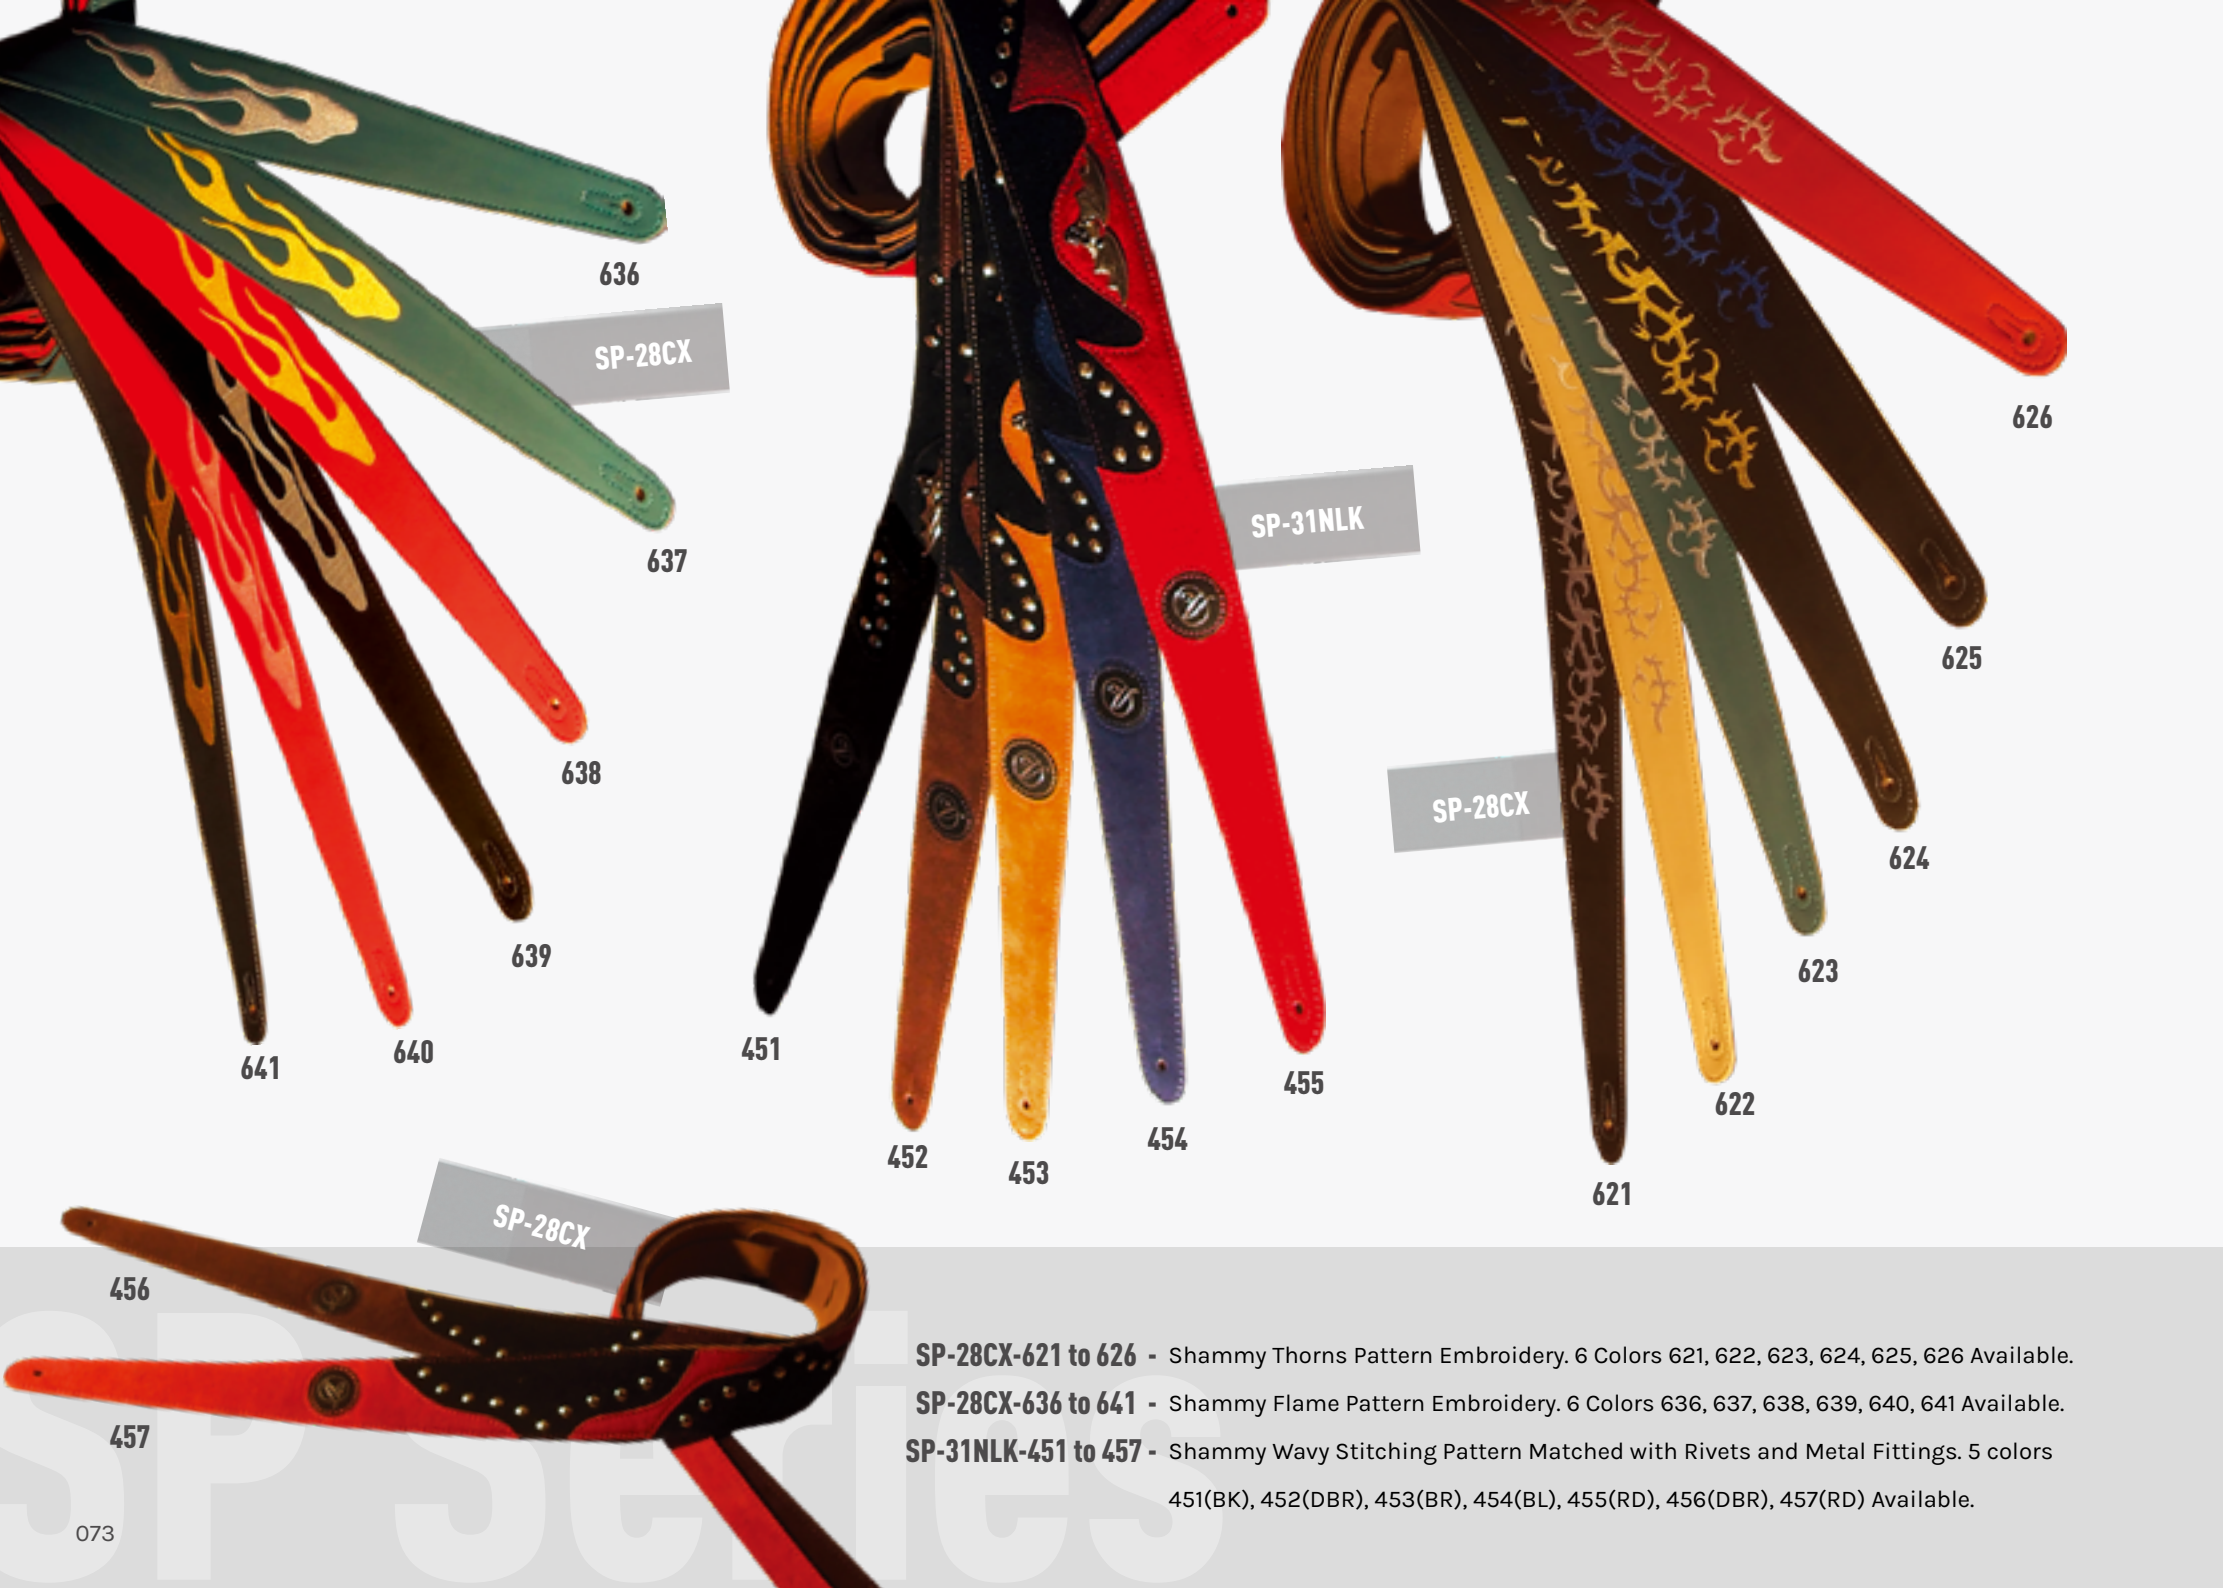 636
SP-28CX
637
638
639
640
641
SP-31NLK
451
452
453
454
455
626
625
SP-28CX
624
623
622
621
SP-28CX
456
457
SP Series
SP-28CX-621 to 626 - Shammy Thorns Pattern Embroidery. 6 Colors 621, 622, 623, 624, 625, 626 Available.
SP-28CX-636 to 641 - Shammy Flame Pattern Embroidery. 6 Colors 636, 637, 638, 639, 640, 641 Available.
SP-31NLK-451 to 457 - Shammy Wavy Stitching Pattern Matched with Rivets and Metal Fittings. 5 colors
451(BK), 452(DBR), 453(BR), 454(BL), 455(RD), 456(DBR), 457(RD) Available.
073